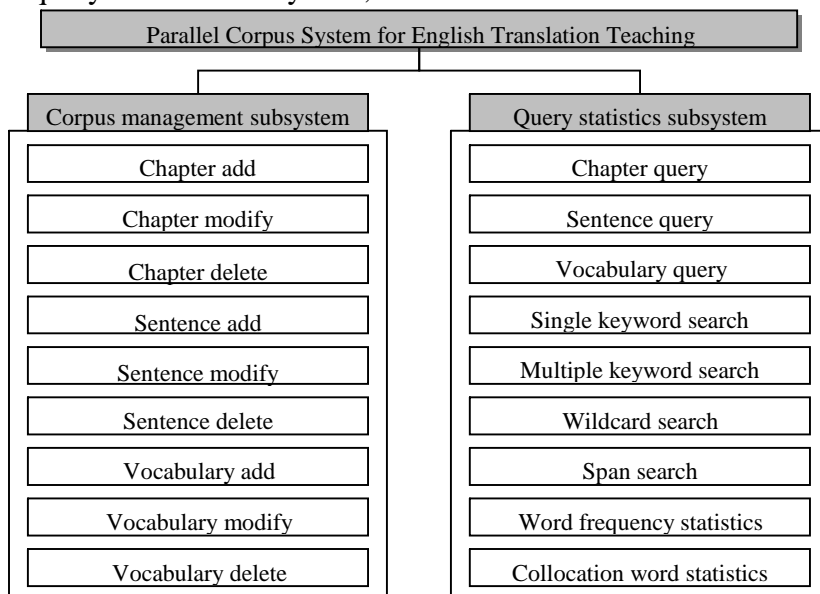 Parallel Corpus System for English Translation Teaching
Corpus management subsystem
Chapter add
Chapter modify
Chapter delete
Sentence add
Sentence modify
Sentence delete
Vocabulary add
Vocabulary modify
Vocabulary delete
Query statistics subsystem
Chapter query
Sentence query
Vocabulary query
Single keyword search
Multiple keyword search
Wildcard search
Span search
Word frequency statistics
Collocation word statistics